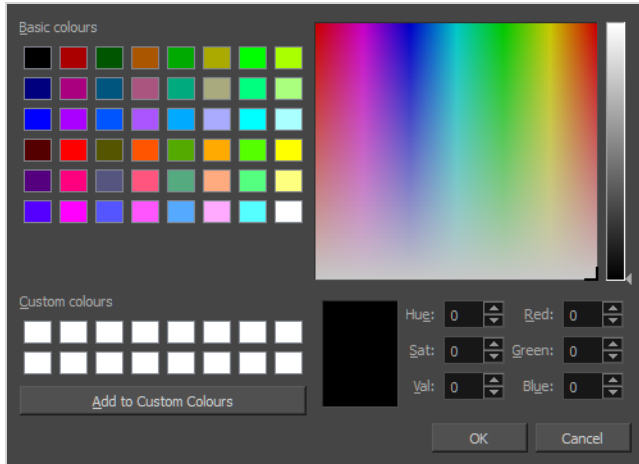 Basic colours
Custom colours
Add to Custom Colours
Hue: 0 Red: 0
Sat: 0 Green: 0
Val: 0 Blue: 0
OK Cancel